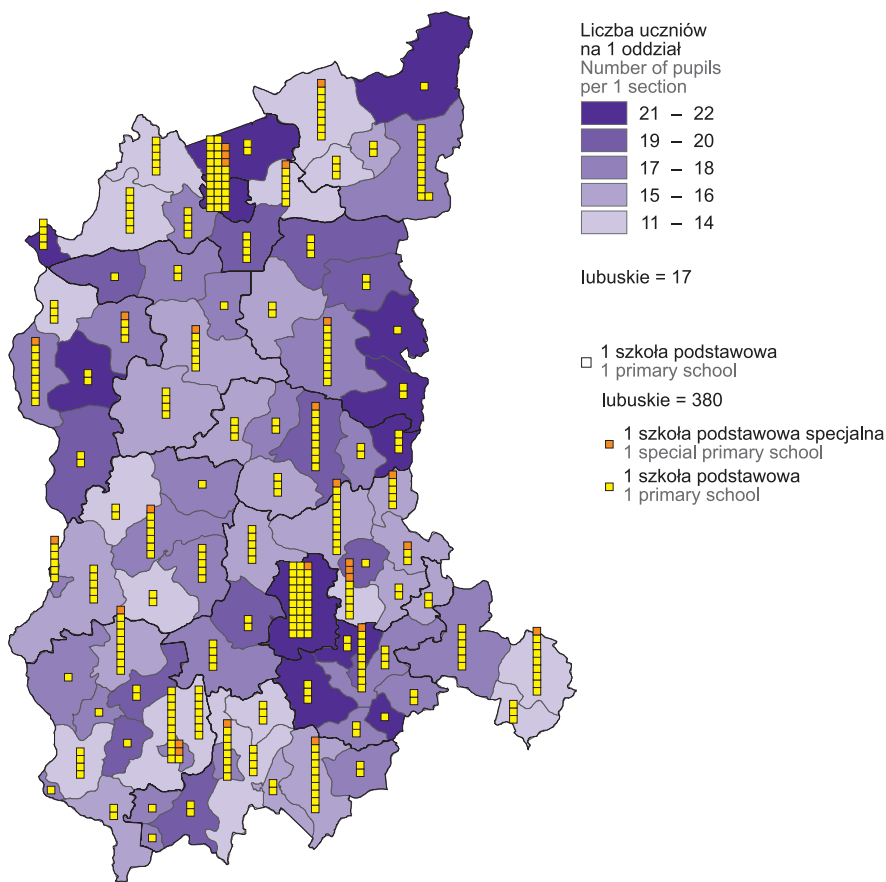 Liczba uczniów
na 1 oddział
Number of pupils
per 1 section
21 – 22
19 – 20
17 – 18
15 – 16
11 – 14
lubuskie = 17
1 szkoła podstawowa
1 primary school
lubuskie = 380
1 szkoła podstawowa specjalna
1 special primary school
1 szkoła podstawowa
1 primary school